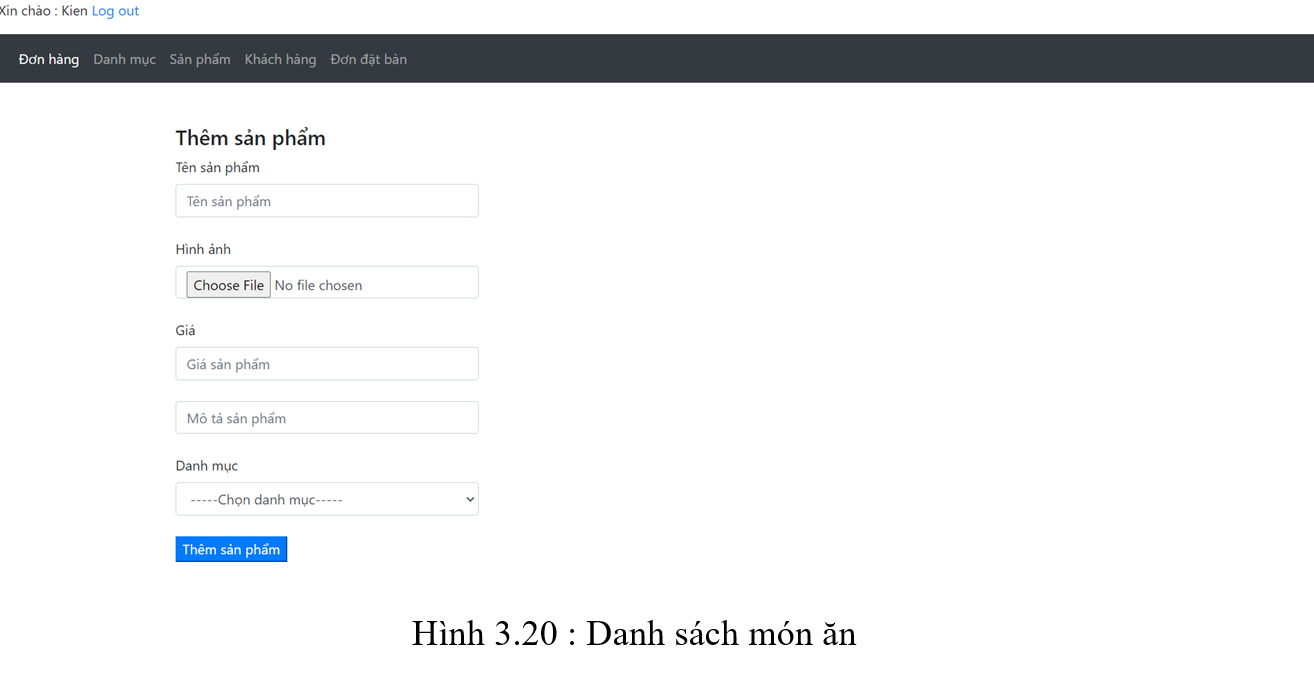 Xin chào : Kien Log out
Đơn hàng Danh mục Sản phẩm Khách hàng Đơn đặt bàn
Thêm sản phẩm
Tên sản phẩm
Tên sản phẩm
Hình ảnh
Choose File No file chosen
Giá
Giá sản phẩm
Mô tả sản phẩm
Danh mục
-----Chọn danh mục-----
Thêm sản phẩm
Hình 3.20 : Danh sách món ăn